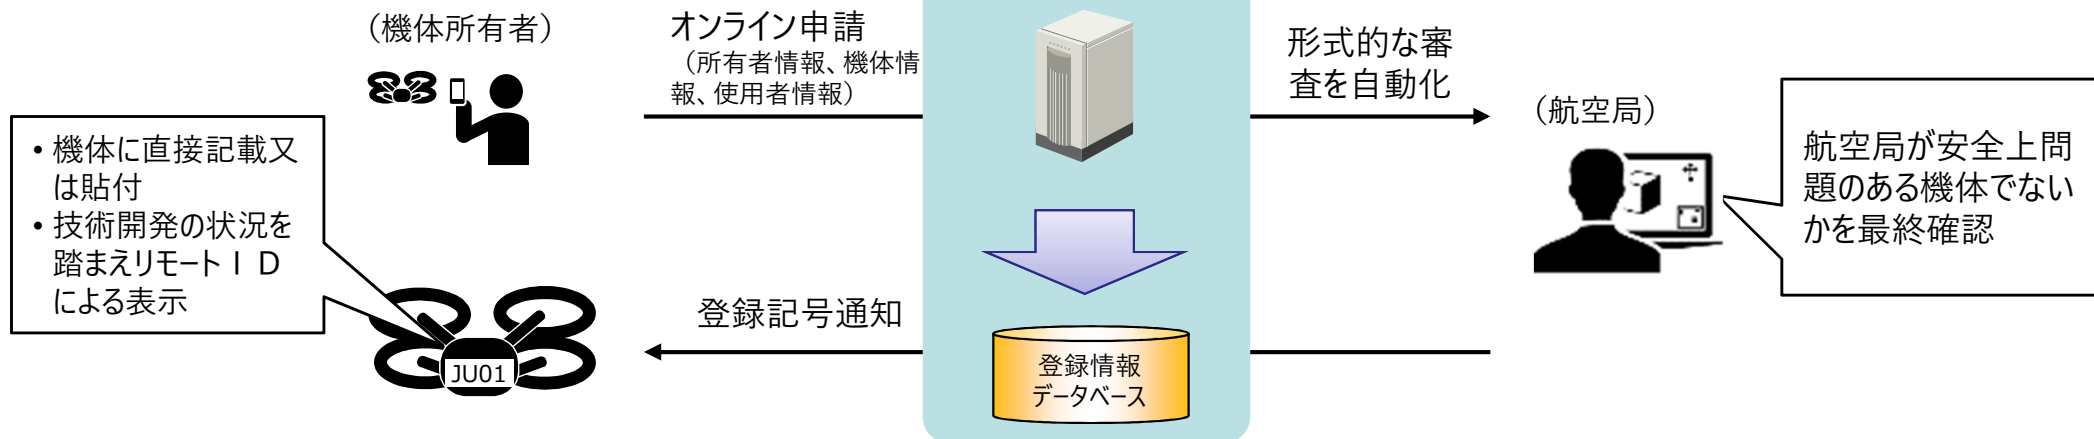 （機体所有者）
オンライン申請
（所有者情報、機体情
報、使用者情報）
形式的な審
査を自動化
（航空局）
航空局が安全上問
題のある機体でない
かを最終確認
• 機体に直接記載又
は貼付
• 技術開発の状況を
踏まえリモートＩＤ
による表示
JU01
登録記号通知
登録情報
データベース